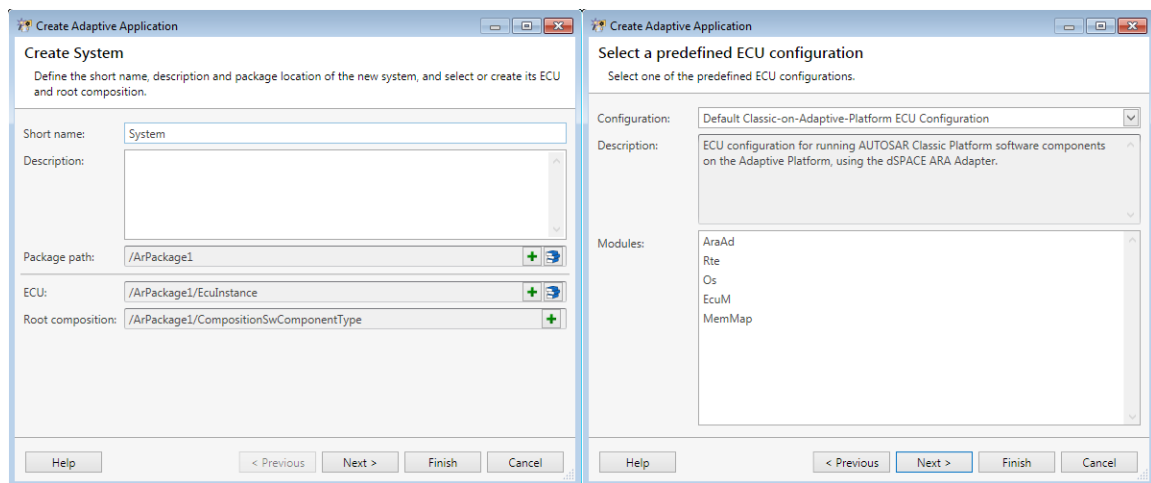 Create Adaptive Application
Create System
Define the short name, description and package location of the new system, and select or create its ECU
and root composition.
Short name: System
Description:
Package path: /ArPackage1
ECU: /ArPackage1/EcuInstance
Root composition: /ArPackage1/CompositionSwComponentType
Help < Previous Next > Finish Cancel
Create Adaptive Application
Select a predefined ECU configuration
Select one of the predefined ECU configurations.
Configuration: Default Classic-on-Adaptive-Platform ECU Configuration
Description: ECU configuration for running AUTOSAR Classic Platform software components
on the Adaptive Platform, using the dSPACE ARA Adapter.
Modules: AraAd
Rte
Os
EcuM
MemMap
Help < Previous Next > Finish Cancel